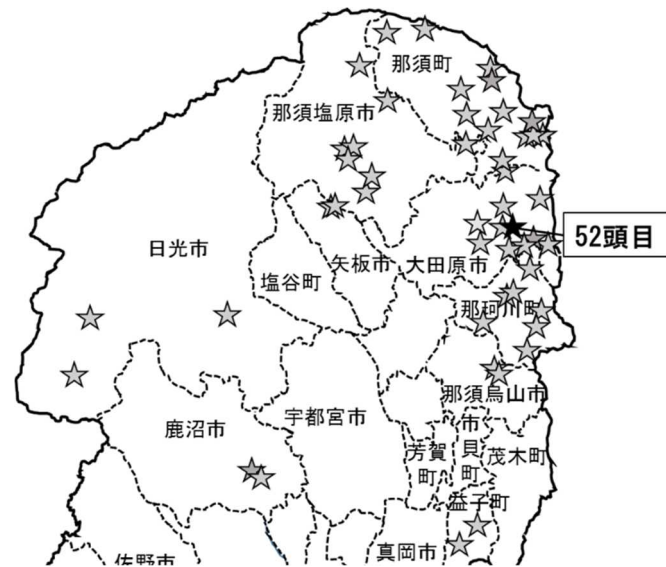 那須町
那須塩原市
52頭目
日光市
矢板市
大田原市
塩谷町
那珂川町
那須烏山市
宇都宮市
鹿沼市
市貝町
芳賀町
茂木町
益子町
真岡市
佐野市